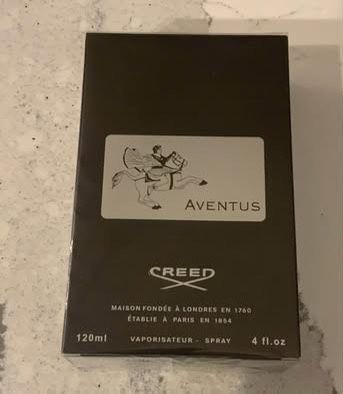 AVENTUS
CREED
MAISON FONDÉE À LONDRES EN 1760
ÉTABLIE À PARIS EN 1854
120ml VAPORISATEUR - SPRAY 4 fl.oz